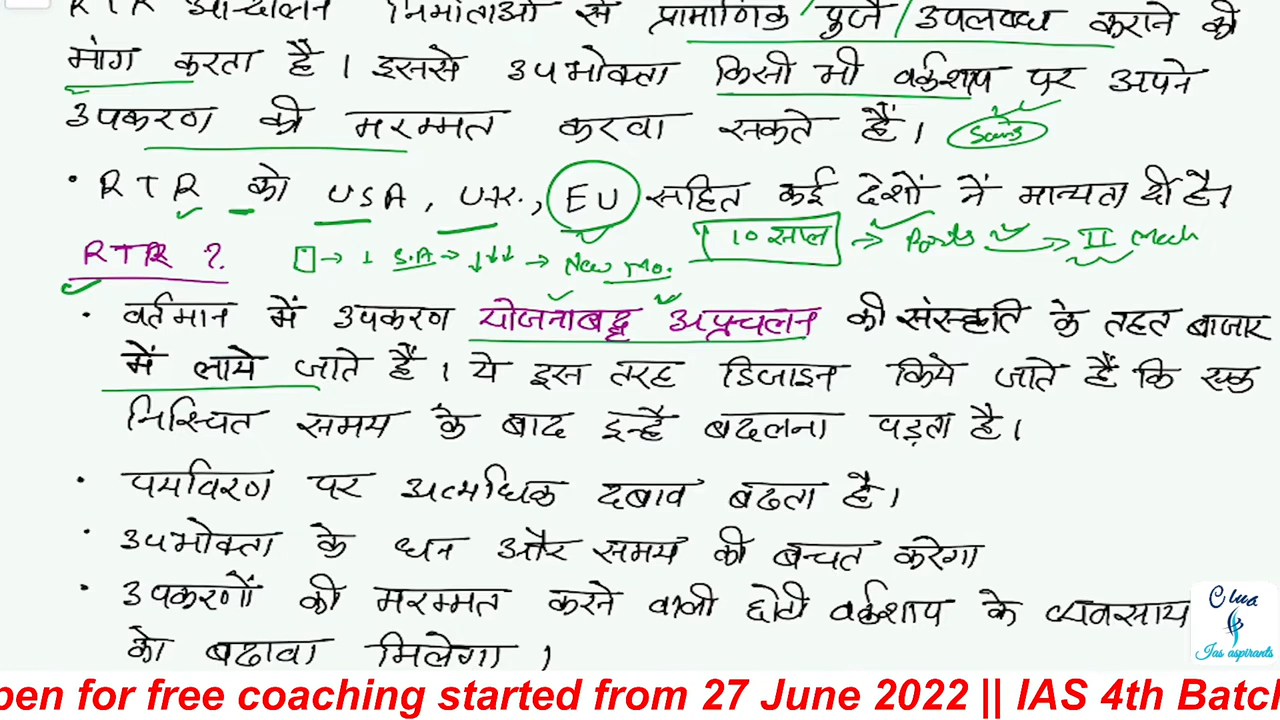 RTR आन्दोलन निर्माताओं से प्रामाणिक पुर्जे उपलब्ध कराने की
मांग करता है। इससे उपभोक्ता किसी भी वर्कशाप पर अपने
उपकरण की मरम्मत करवा सकते हैं।
• RTR को USA, U.K., EU सहित कई देशों में मान्यता दी है।
10 साल → Parts → II Mech
RTR ?
→ S.A → ↓↓↓ → New Mo.
• वर्तमान में उपकरण योजनाबद्ध अप्रचलन की संस्कृति के तहत बाजार
में लाये जाते हैं। ये इस तरह डिजाइन किये जाते हैं कि एक
निश्चित समय के बाद इन्हें बदलना पड़ता है।
• पर्यावरण पर अत्यधिक दबाव बढता है।
• उपभोक्ता के धन और समय की बचत करेगा
• उपकरणों की मरम्मत करने वाली छोटी वर्कशाप के व्यवसाय
को बढावा मिलेगा।
Clua
Ias aspirants
pen for free coaching started from 27 June 2022 || IAS 4th Batch